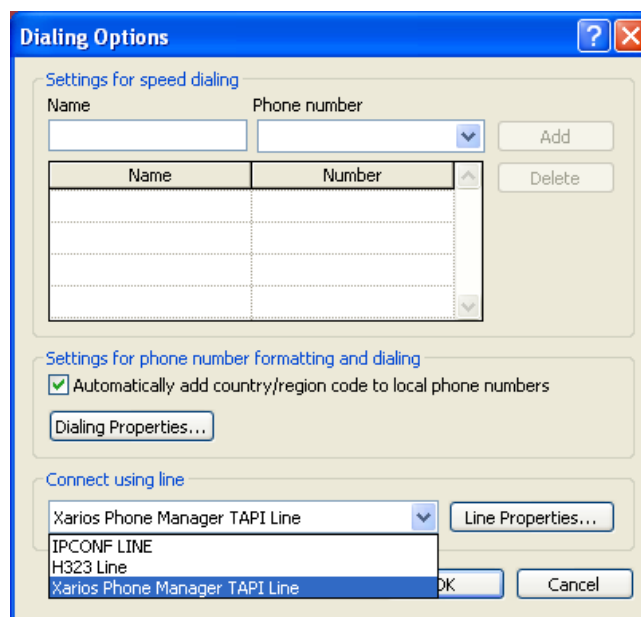 Dialing Options
Settings for speed dialing
Name Phone number
Add
Name Number
Delete
Settings for phone number formatting and dialing
Automatically add country/region code to local phone numbers
Dialing Properties...
Connect using line
Xarios Phone Manager TAPI Line Line Properties...
IPCONF LINE
H323 Line
Xarios Phone Manager TAPI Line
Cancel